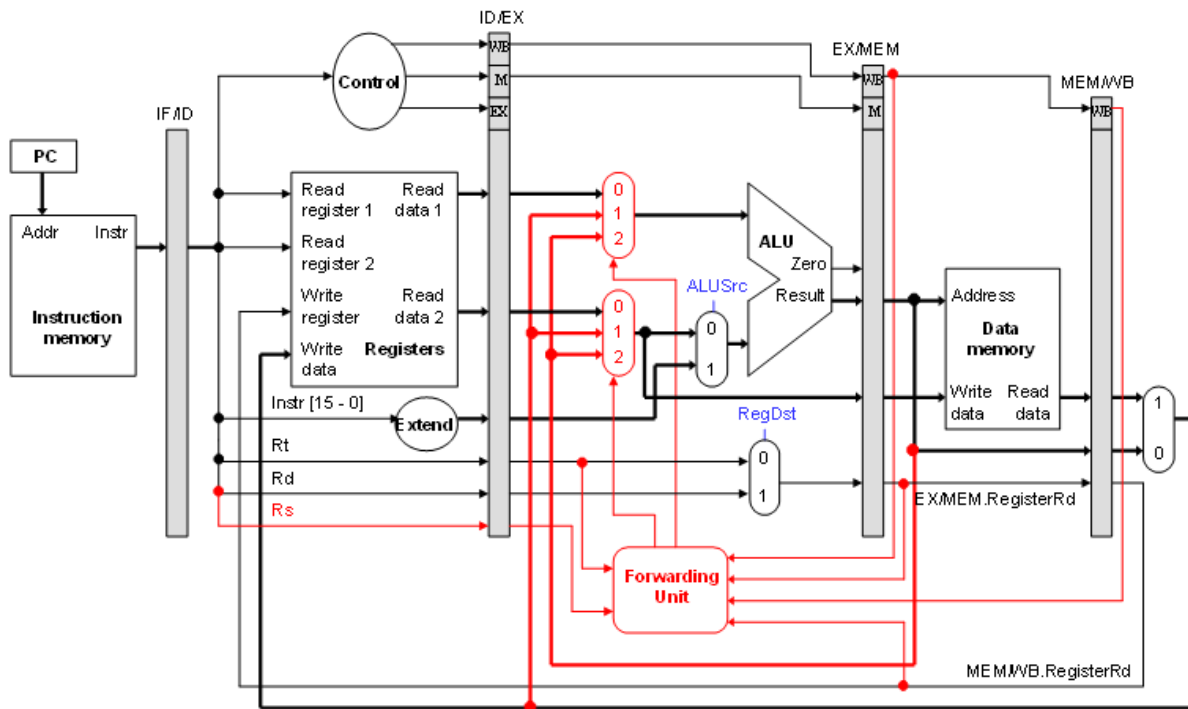 ID/EX
WB
EX/MEM
Control
M
WB
MEM/WB
IF/ID
EX
M
WB
PC
Read
register 1
Read
data 1
0
1
2
Addr
Instr
Read
register 2
ALU
Zero
ALUSrc
Result
Address
Write
register
Read
data 2
0
1
2
0
1
Instruction
memory
Data
memory
Write
data
Registers
Write
data
Read
data
1
0
Instr [15 - 0]
Extend
RegDst
Rt
0
Rd
1
EX/MEM.RegisterRd
Rs
Forwarding
Unit
MEM/WB.RegisterRd